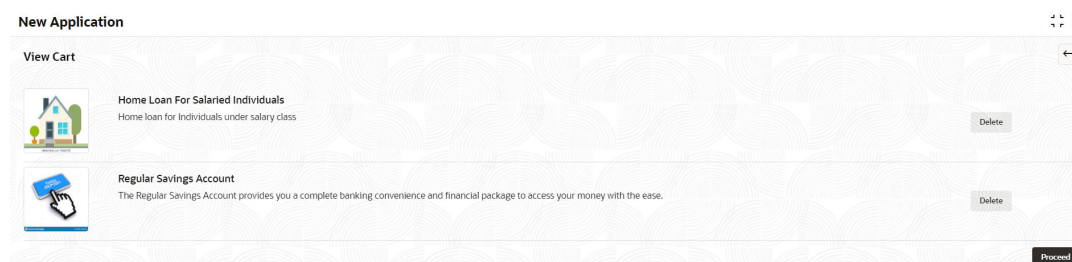 New Application
View Cart
Home Loan For Salaried Individuals
Home loan for Individuals under salary class
Delete
Regular Savings Account
The Regular Savings Account provides you a complete banking convenience and financial package to access your money with the ease.
Delete
Proceed